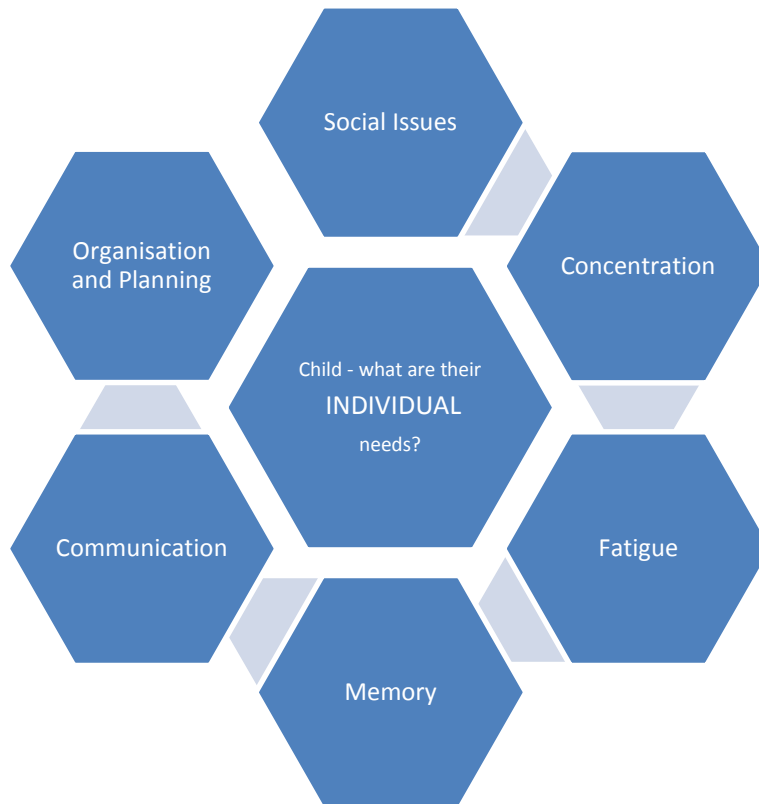 Social Issues
Concentration
Fatigue
Memory
Communication
Organisation
and Planning
Child - what are their
INDIVIDUAL
needs?